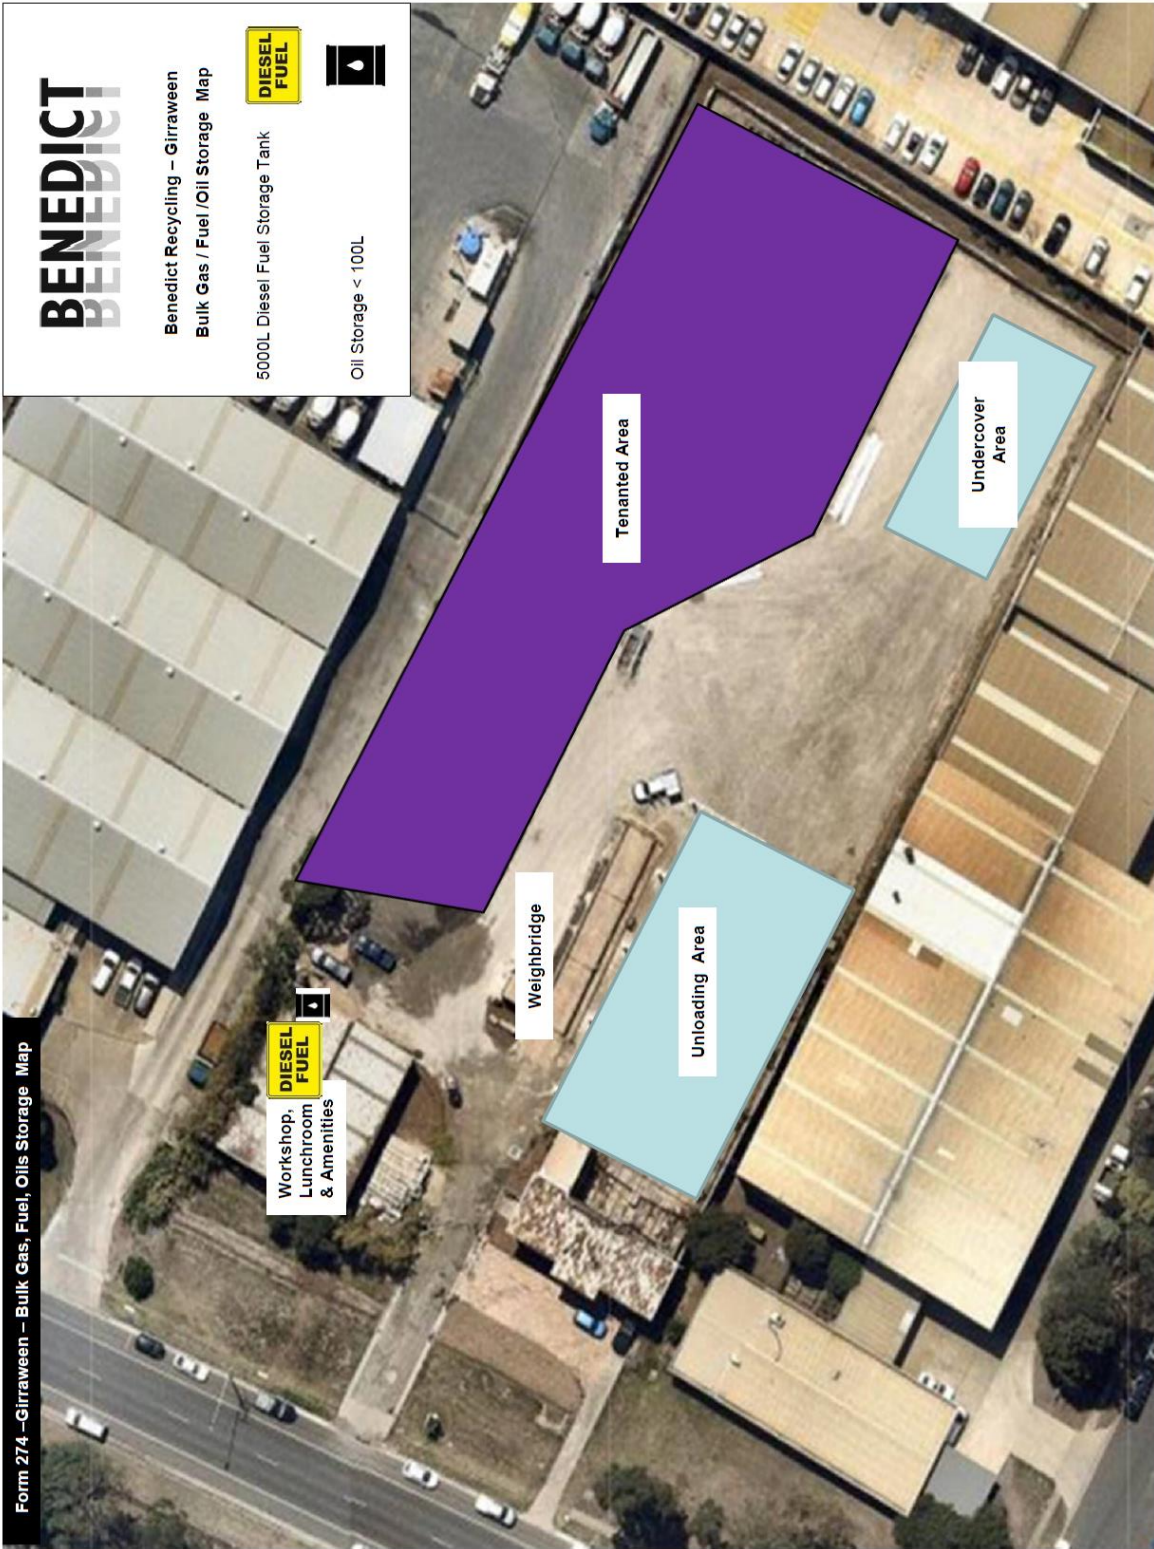 Form 274 –Girraween – Bulk Gas, Fuel, Oils Storage Map
BENEDICT
Benedict Recycling – Girraween
Bulk Gas / Fuel /Oil Storage Map
5000L Diesel Fuel Storage Tank
DIESEL
FUEL
Oil Storage < 100L
Workshop,
Lunchroom
& Amenities
DIESEL
FUEL
Tenanted Area
Weighbridge
Unloading Area
Undercover
Area